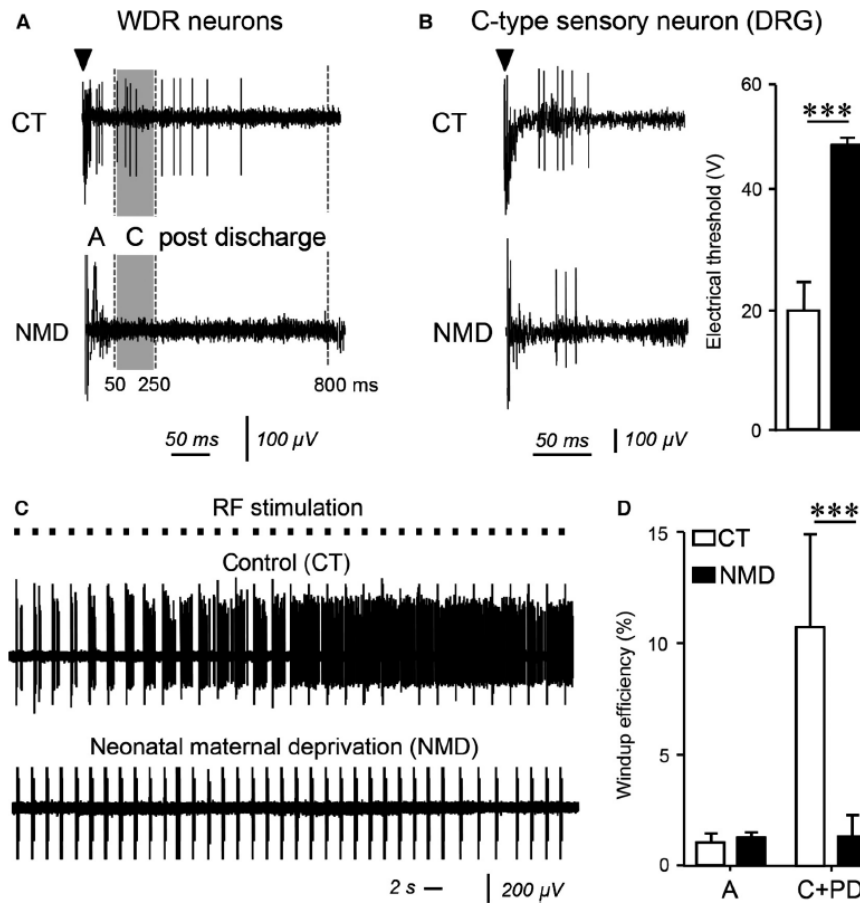 A WDR neurons
CT
A C post discharge
NMD
50 250 800 ms
50 ms 100 µV
B C-type sensory neuron (DRG)
CT
NMD
50 ms 100 µV
***
Electrical threshold (V)
60
40
20
0
C RF stimulation
Control (CT)
Neonatal maternal deprivation (NMD)
2 s 200 µV
D
***
CT
NMD
Windup efficiency (%)
15
10
5
0
A C+PD